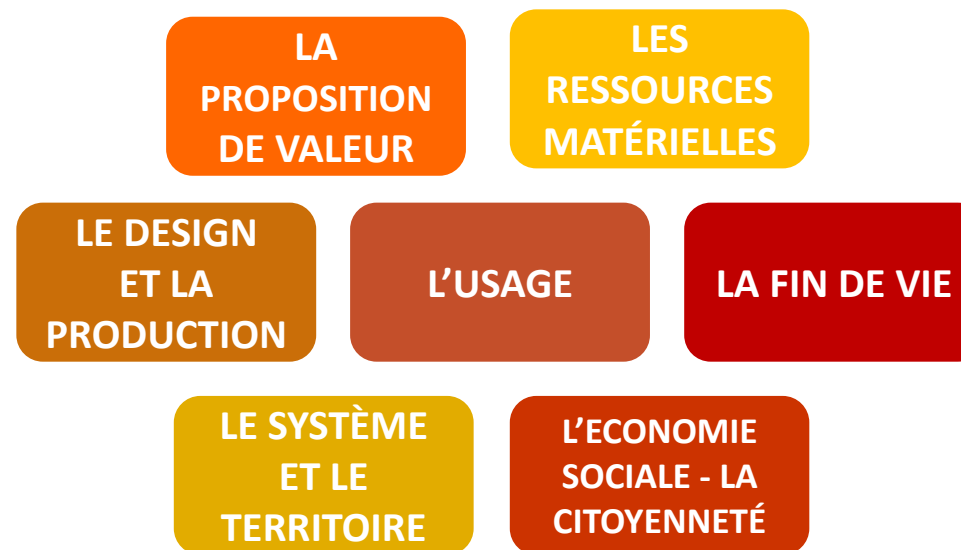 LA
PROPOSITION
DE VALEUR
LES
RESSOURCES
MATÉRIELLES
LE DESIGN
ET LA
PRODUCTION
L’USAGE
LA FIN DE VIE
LE SYSTÈME
ET LE
TERRITOIRE
L’ECONOMIE
SOCIALE - LA
CITOYENNETÉ